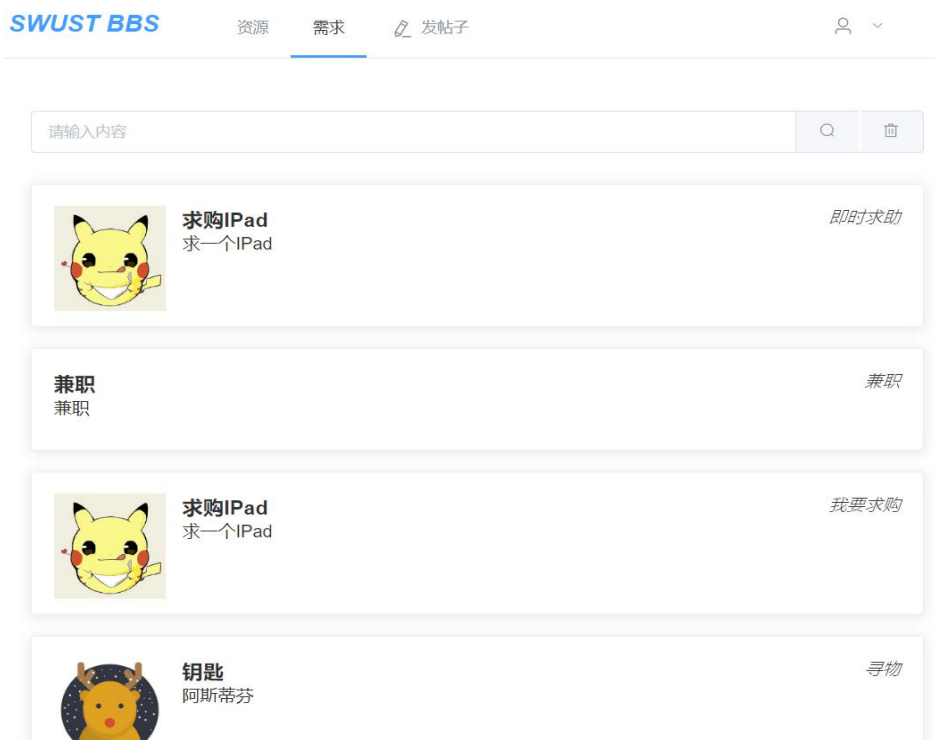 SWUST BBS 资源 需求 发帖子
请输入内容
求购IPad 即时求助
求一个IPad
兼职 兼职
兼职
求购IPad 我要求购
求一个IPad
钥匙 寻物
阿斯蒂芬